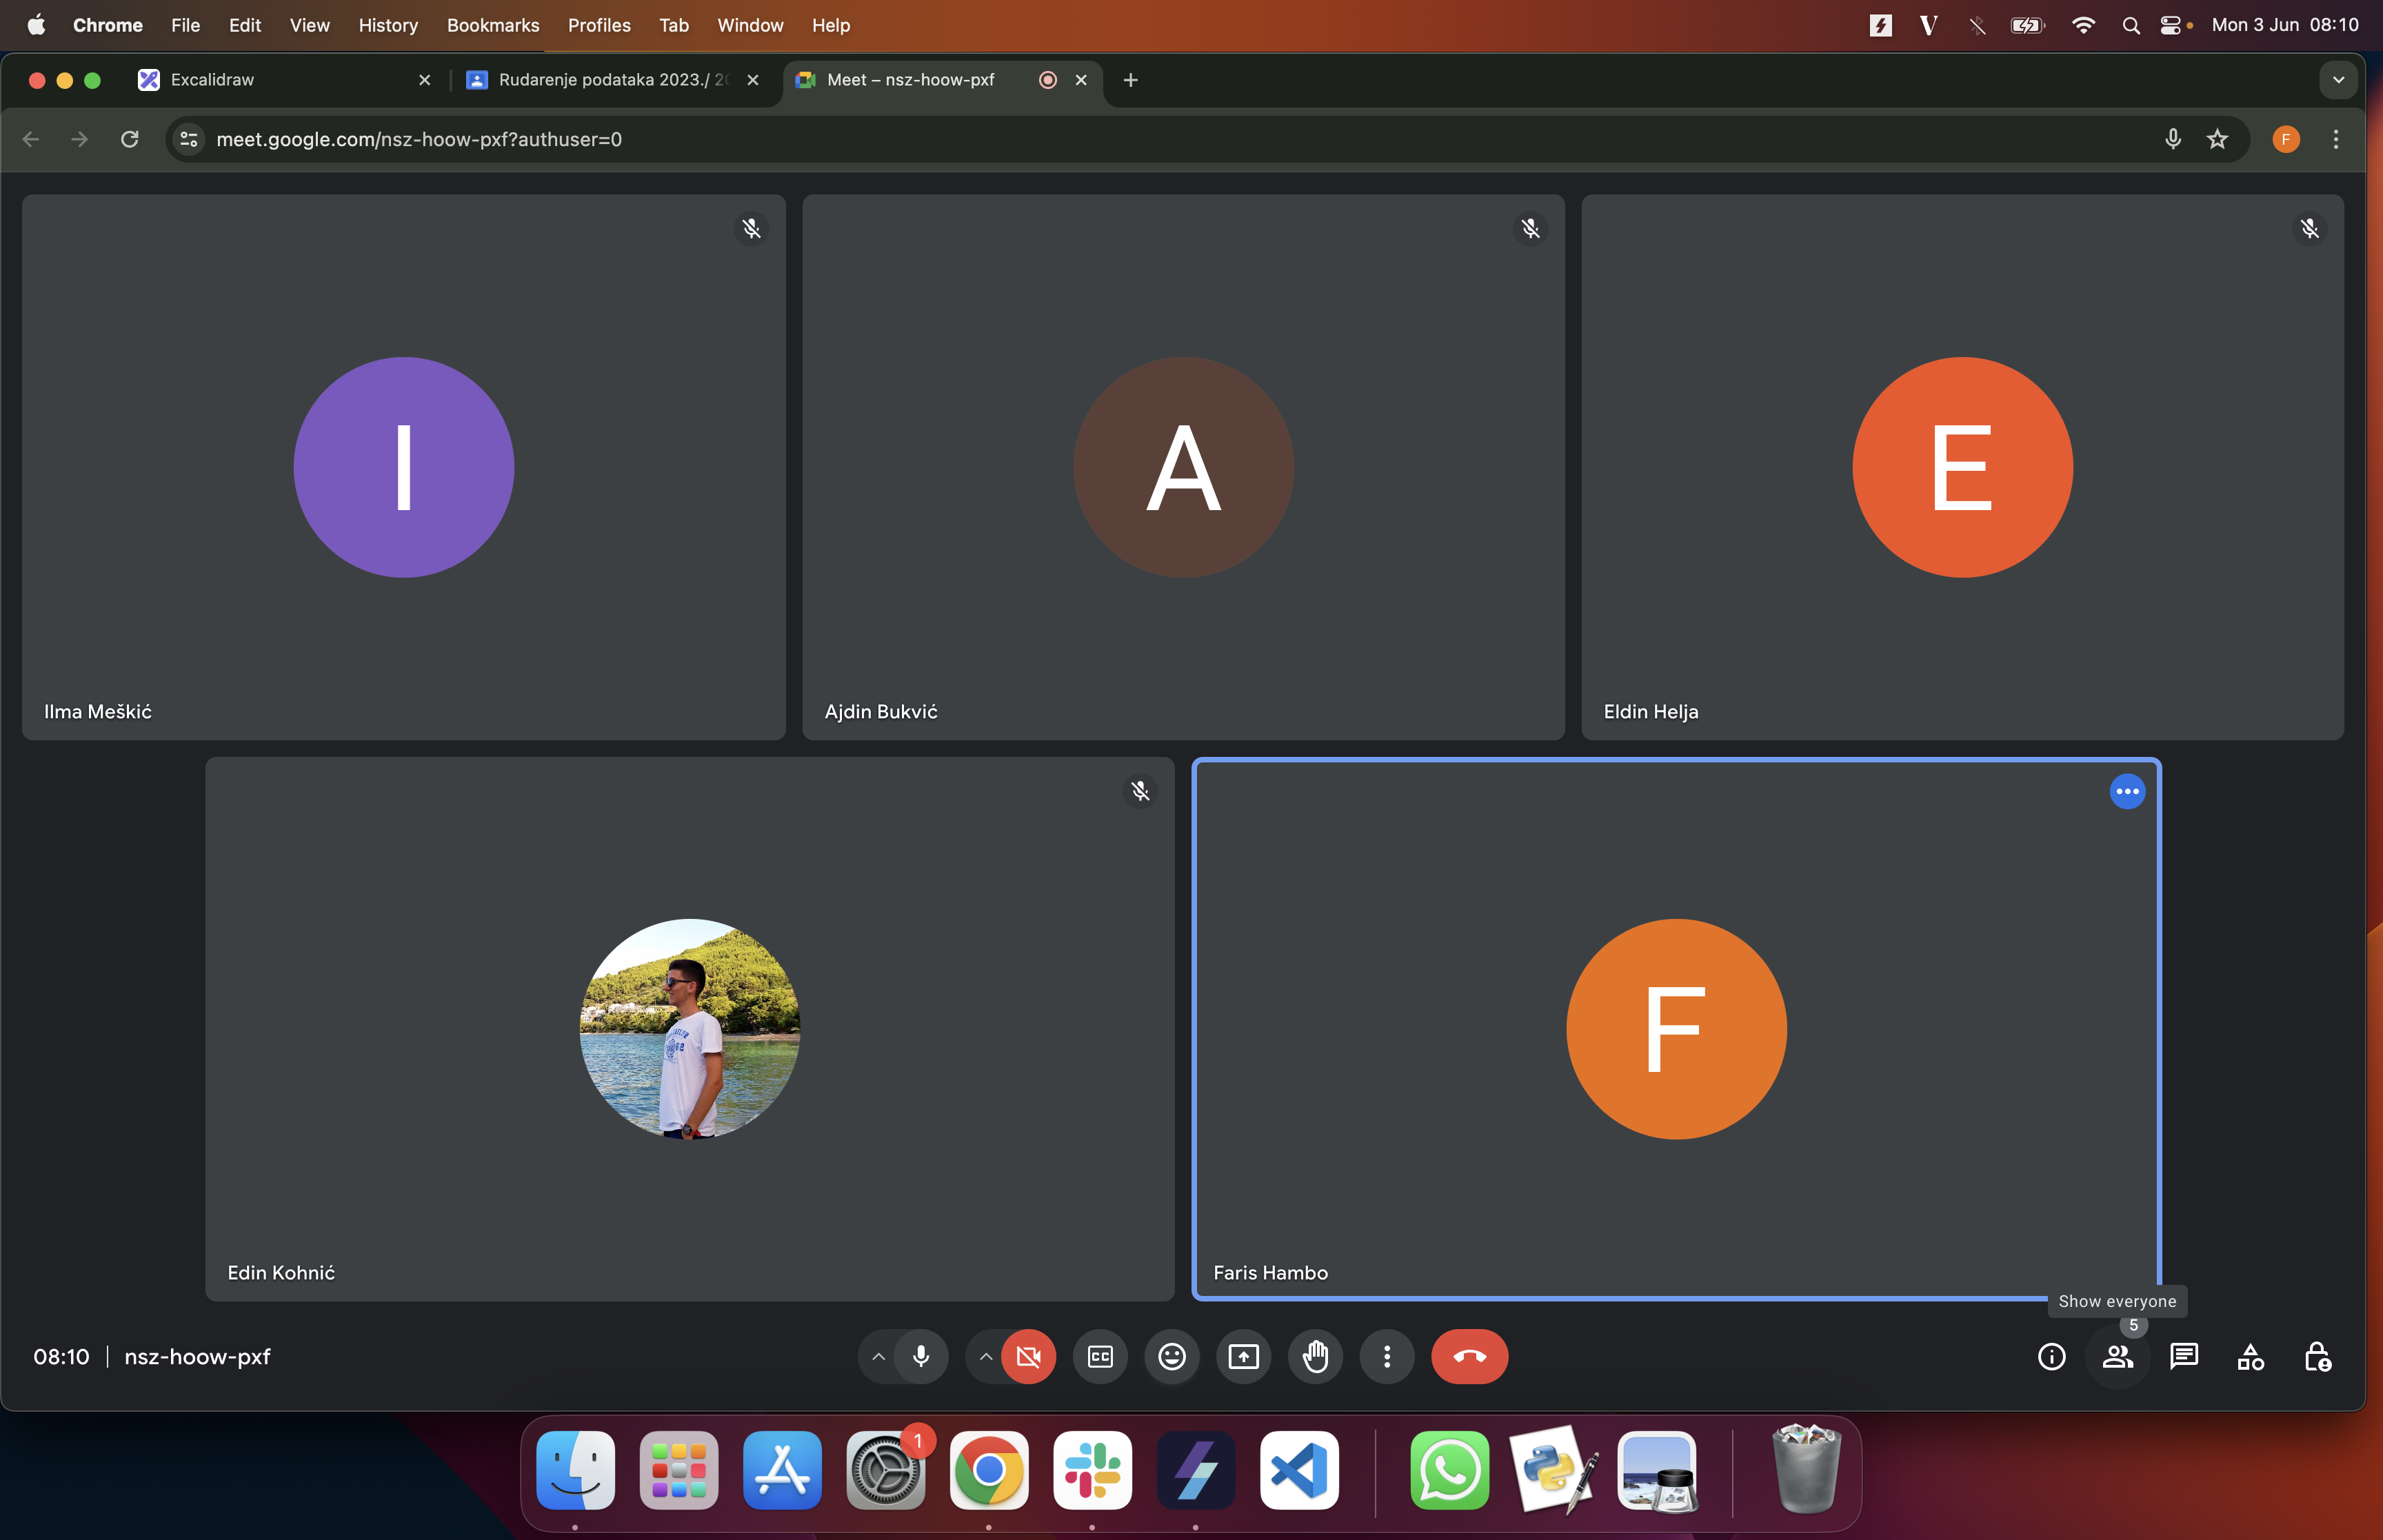 Chrome File Edit View History Bookmarks Profiles Tab Window Help Mon 3 Jun 08:10
Excalidraw Rudarenje podataka 2023./ Meet – nsz-hoow-pxf
meet.google.com/nsz-hoow-pxf?authuser=0 F
I A E
Ilma Meškić Ajdin Bukvić Eldin Helja
F
Edin Kohnić Faris Hambo
Show everyone
5
08:10 nsz-hoow-pxf CC
1